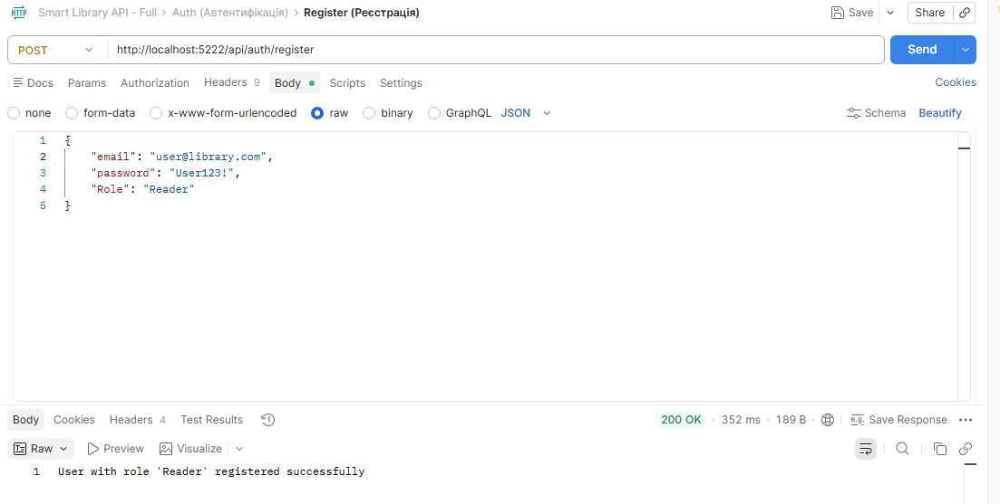 HTTP Smart Library API - Full > Auth (Автентифікація) > Register (Реєстрація) Save Share
POST http://localhost:5222/api/auth/register Send
Docs Params Authorization Headers 9 Body Scripts Settings Cookies
none form-data x-www-form-urlencoded raw binary GraphQL JSON Schema Beautify
1 {
2 "email": "user@library.com",
3 "password": "User123!",
4 "Role": "Reader"
5 }
Body Cookies Headers 4 Test Results 200 OK • 352 ms • 189 B • e.g. Save Response
Raw Preview Visualize
1 User with role 'Reader' registered successfully